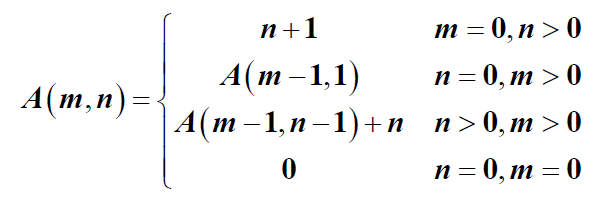 n+1 m=0,n>0
A(m−1,1) n=0,m>0
A(m,n)=
A(m−1,n−1)+n n>0,m>0
0 n=0,m=0